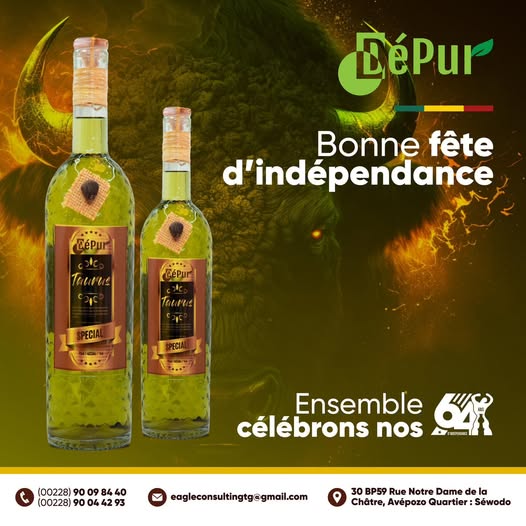 DéPur
Bonne fête
d'indépendance
DéPur
Taurus
SPECIAL
DéPur
Taurus
SPECIAL
Ensemble
célébrons nos 64
(00228) 90 09 84 40
(00228) 90 04 42 93
eagleconsultingtg@gmail.com
30 BP59 Rue Notre Dame de la
Châtre, Avépozo Quartier : Séwodo